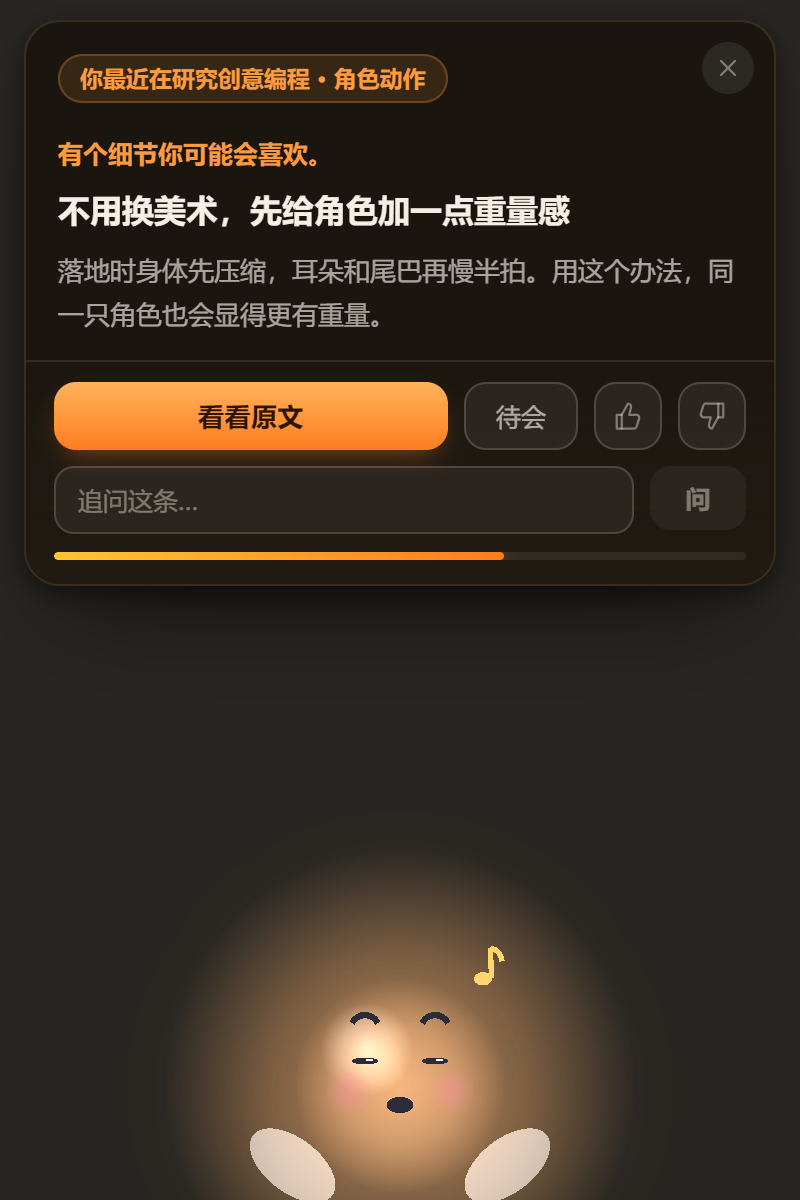 你最近在研究创意编程 • 角色动作
有个细节你可能会喜欢。
不用换美术，先给角色加一点重量感
落地时身体先压缩，耳朵和尾巴再慢半拍。用这个办法，同
一只角色也会显得更有重量。
看看原文
待会
追问这条...
问